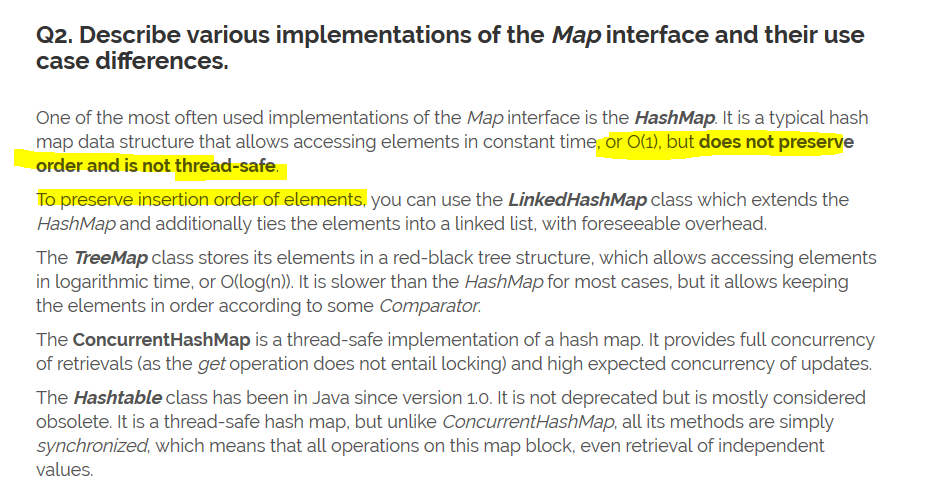 Q2. Describe various implementations of the Map interface and their use
case differences.
One of the most often used implementations of the Map interface is the HashMap. It is a typical hash
map data structure that allows accessing elements in constant time, or O(1), but does not preserve
order and is not thread-safe.
To preserve insertion order of elements, you can use the LinkedHashMap class which extends the
HashMap and additionally ties the elements into a linked list, with foreseeable overhead.
The TreeMap class stores its elements in a red-black tree structure, which allows accessing elements
in logarithmic time, or O(log(n)). It is slower than the HashMap for most cases, but it allows keeping
the elements in order according to some Comparator.
The ConcurrentHashMap is a thread-safe implementation of a hash map. It provides full concurrency
of retrievals (as the get operation does not entail locking) and high expected concurrency of updates.
The Hashtable class has been in Java since version 1.0. It is not deprecated but is mostly considered
obsolete. It is a thread-safe hash map, but unlike ConcurrentHashMap, all its methods are simply
synchronized, which means that all operations on this map block, even retrieval of independent
values.